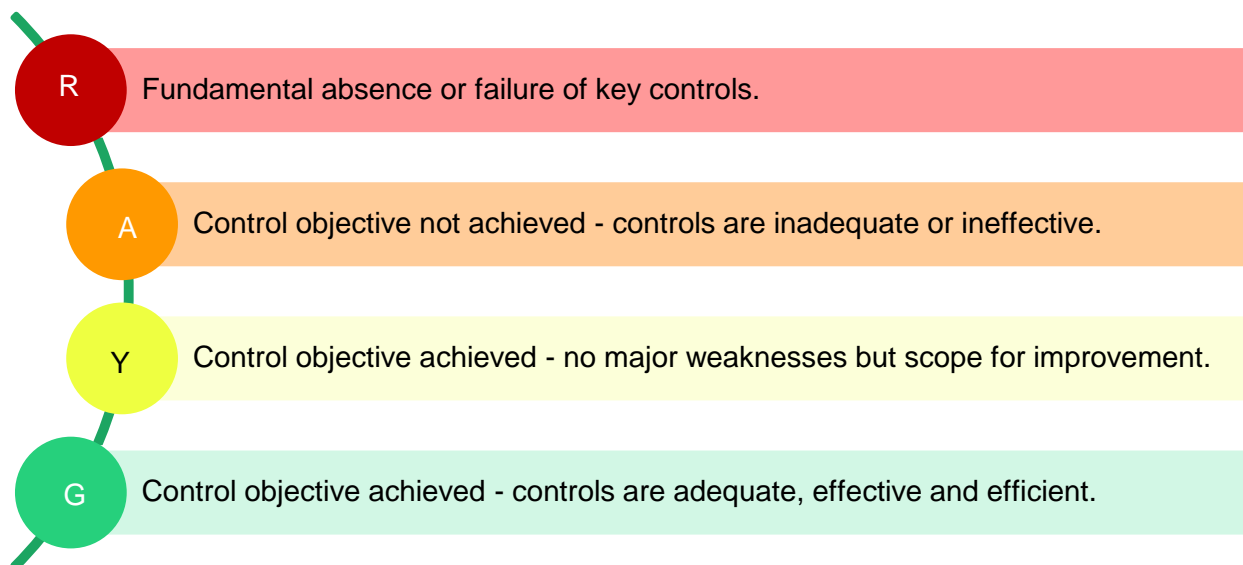 R
Fundamental absence or failure of key controls.
A
Control objective not achieved - controls are inadequate or ineffective.
Y
Control objective achieved - no major weaknesses but scope for improvement.
G
Control objective achieved - controls are adequate, effective and efficient.